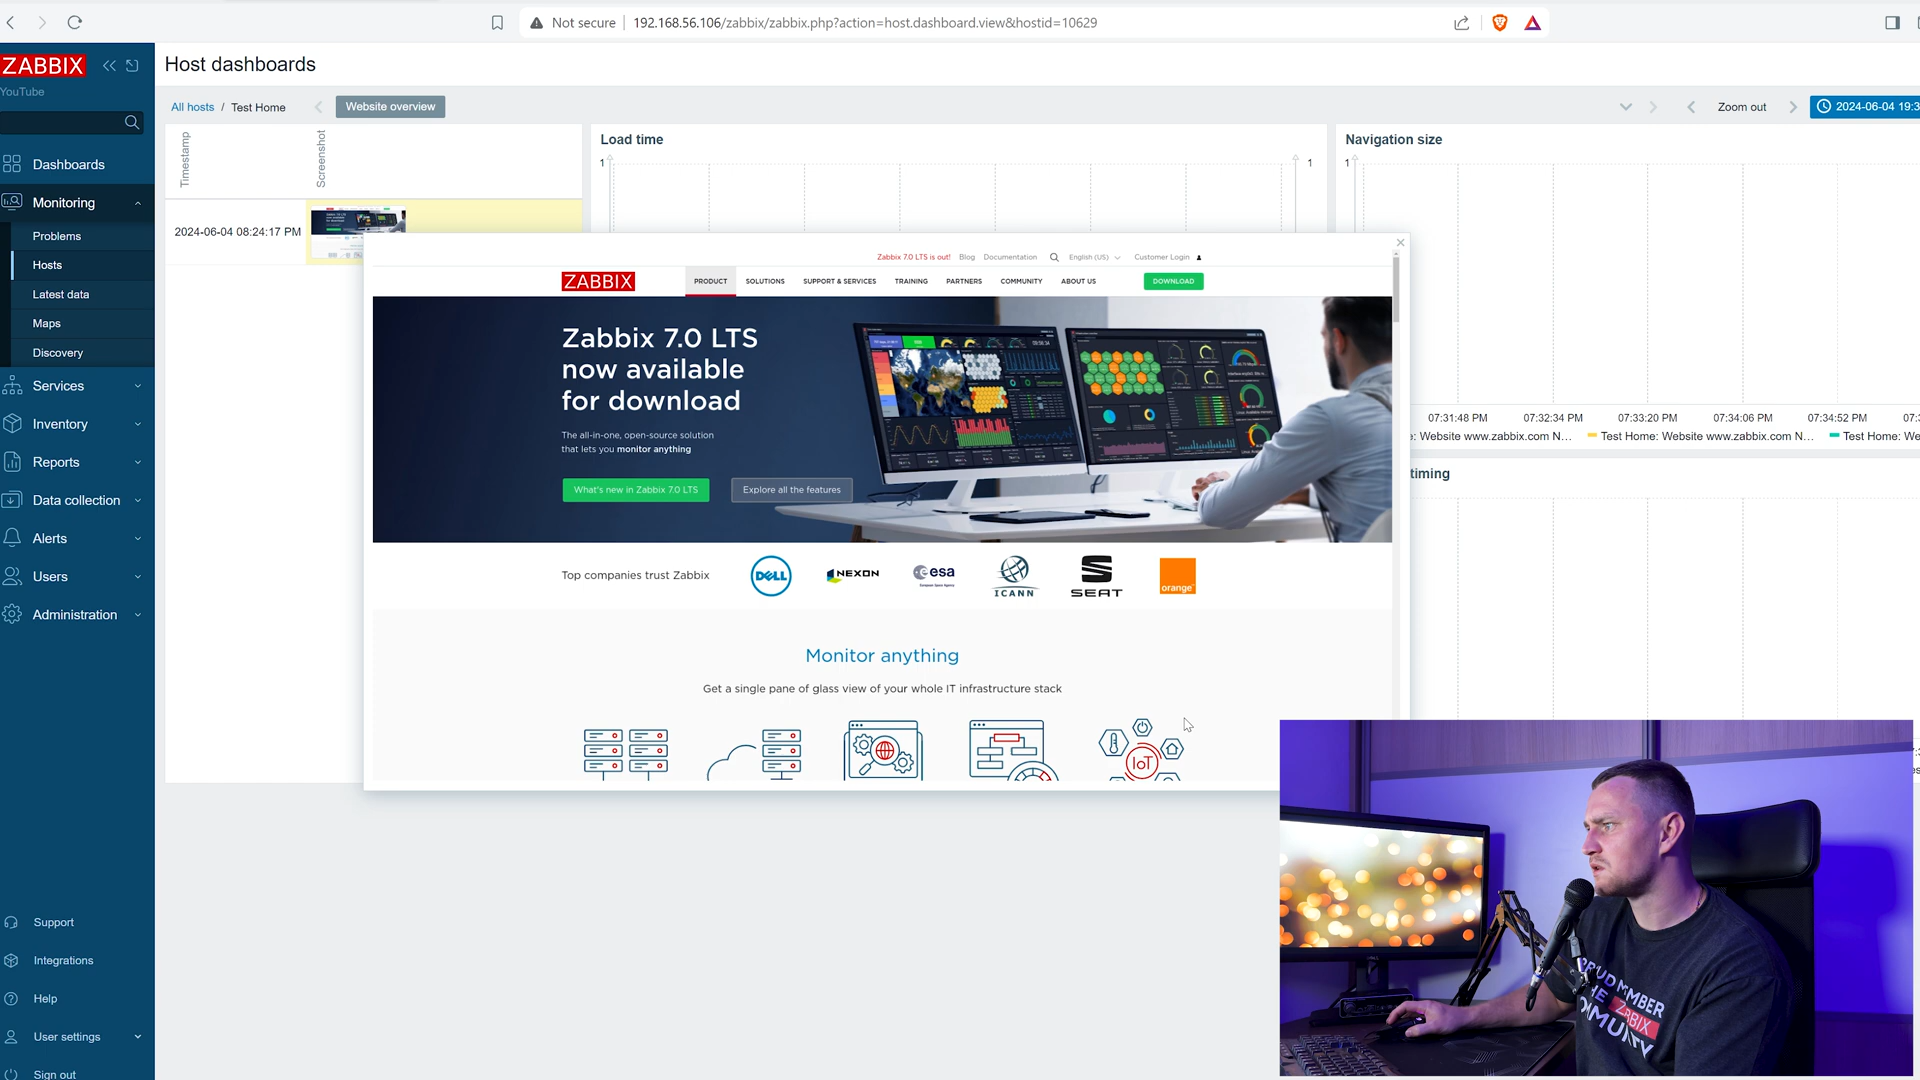 Not secure
192.168.56.106/zabbix/zabbix.php?action=host.dashboard.view&hostid=10629
ZABBIX
YouTube
Dashboards
Monitoring
Problems
Hosts
Latest data
Maps
Discovery
Services
Inventory
Reports
Data collection
Alerts
Users
Administration
Support
Integrations
Help
User settings
Sign out
Host dashboards
All hosts / Test Home
Website overview
Zoom out
2024-06-04 19:3
Timestamp
Screenshot
2024-06-04 08:24:17 PM
Load time
1
1
Navigation size
1
07:31:48 PM
07:32:34 PM
07:33:20 PM
07:34:06 PM
07:34:52 PM
07:
: Website www.zabbix.com N...
Test Home: Website www.zabbix.com N...
Test Home: We
timing
Zabbix 7.0 LTS is out!
Blog
Documentation
English (US)
Customer Login
ZABBIX
PRODUCT
SOLUTIONS
SUPPORT & SERVICES
TRAINING
PARTNERS
COMMUNITY
ABOUT US
DOWNLOAD
Zabbix 7.0 LTS
now available
for download
The all-in-one, open-source solution
that lets you monitor anything
What's new in Zabbix 7.0 LTS
Explore all the features
Top companies trust Zabbix
DELL
NEXON
esa
ICANN
SEAT
orange
Monitor anything
Get a single pane of glass view of your whole IT infrastructure stack
IoT
MEMBER
ZABBIX